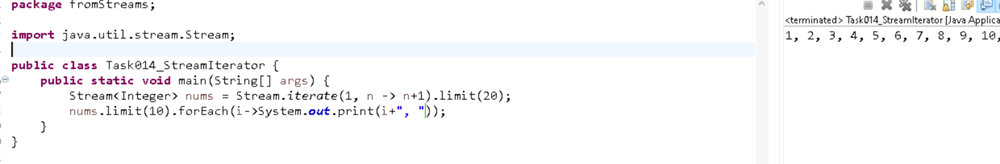 package fromStreams;
import java.util.stream.Stream;
public class Task014_StreamIterator {
public static void main(String[] args) {
Stream<Integer> nums = Stream.iterate(1, n -> n+1).limit(20);
nums.limit(10).forEach(i->System.out.print(i+", "));
}
}
<terminated> Task014_StreamIterator [Java Applica
1, 2, 3, 4, 5, 6, 7, 8, 9, 10,